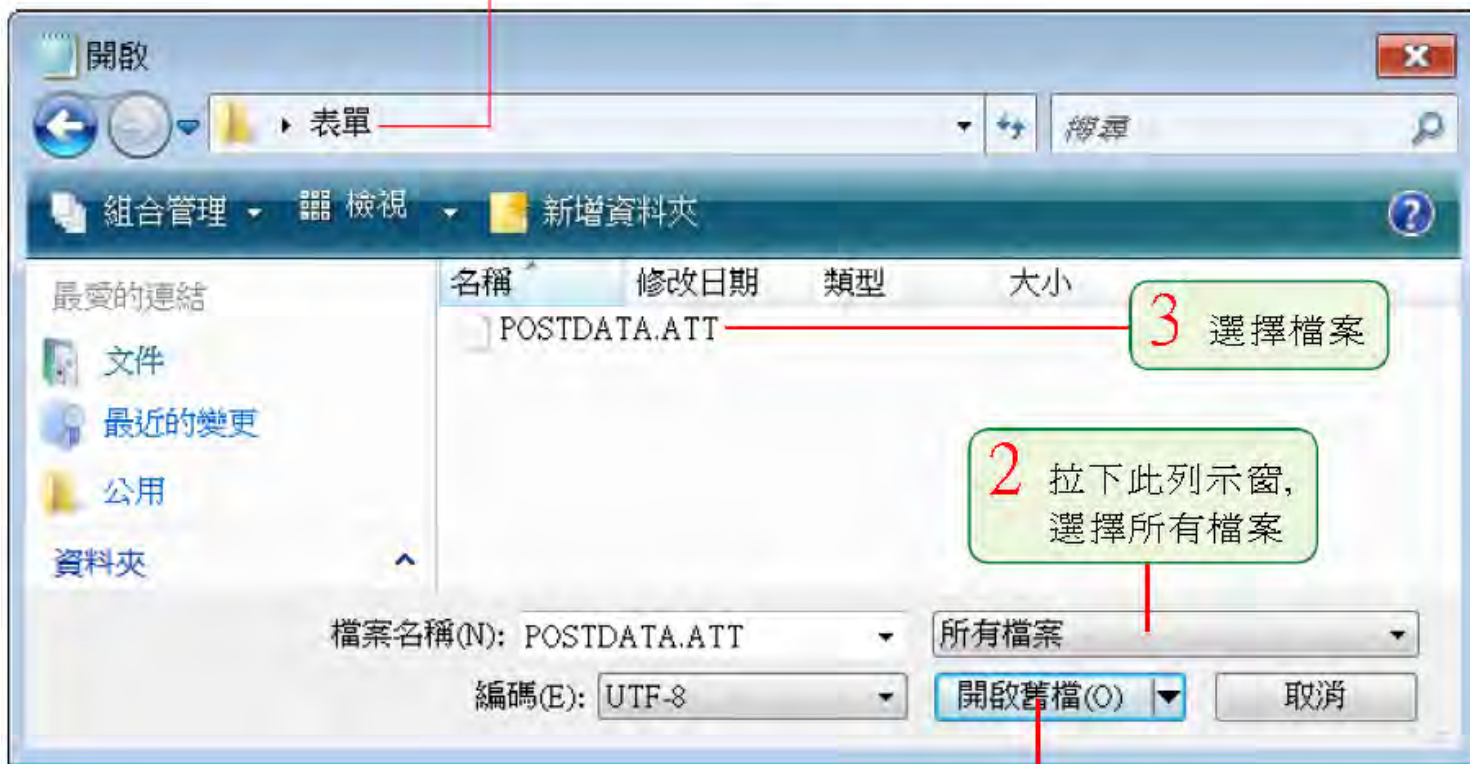 開啟
表單
搜尋
組合管理
檢視
新增資料夾
最愛的連結
文件
最近的變更
公用
資料夾
名稱 修改日期 類型 大小
POSTDATA.ATT
3 選擇檔案
2 拉下此列示窗,
選擇所有檔案
檔案名稱(N): POSTDATA.ATT
所有檔案
編碼(E): UTF-8
開啟舊檔(O)
取消